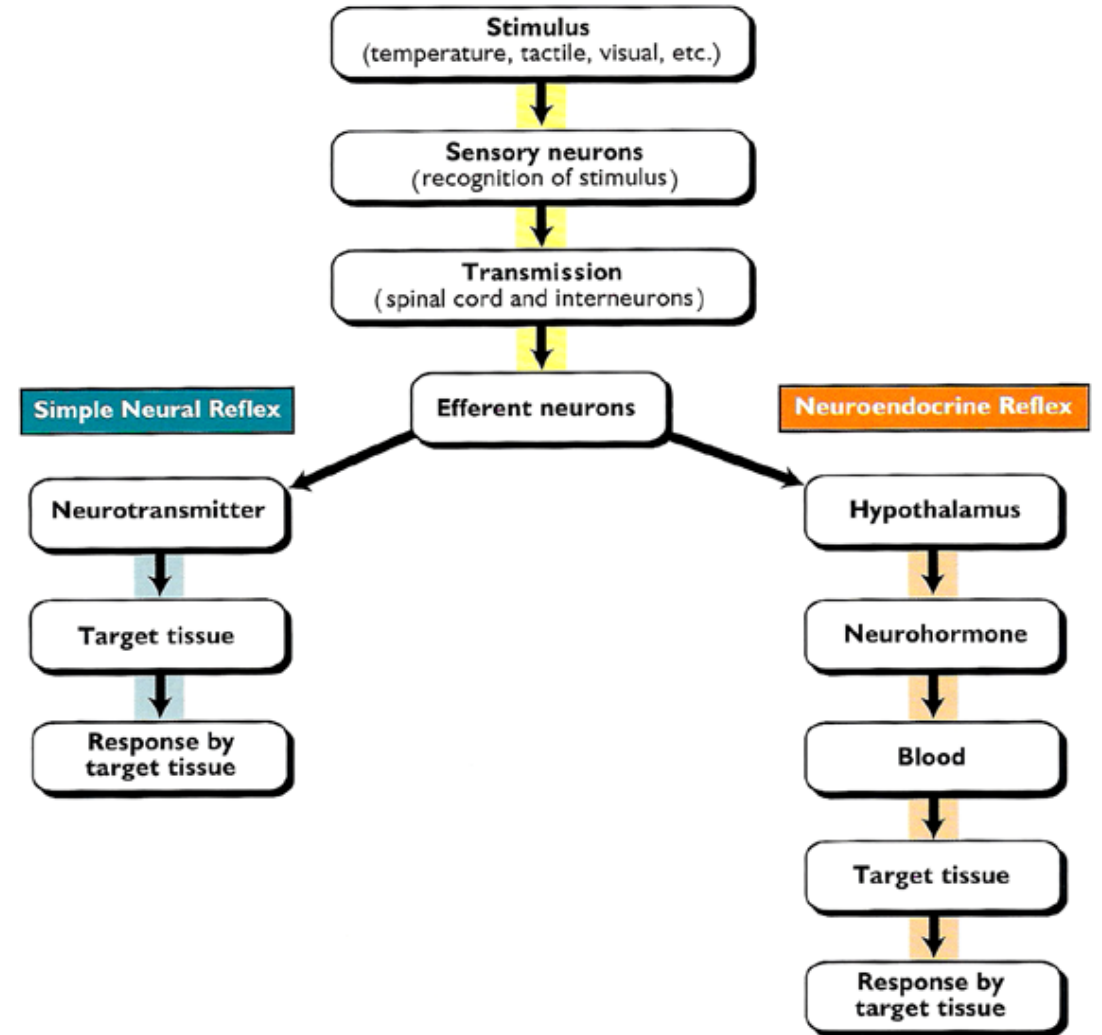 Stimulus
(temperature, tactile, visual, etc.)
Sensory neurons
(recognition of stimulus)
Transmission
(spinal cord and interneurons)
Efferent neurons
Simple Neural Reflex
Neurotransmitter
Target tissue
Response by
target tissue
Neuroendocrine Reflex
Hypothalamus
Neurohormone
Blood
Target tissue
Response by
target tissue